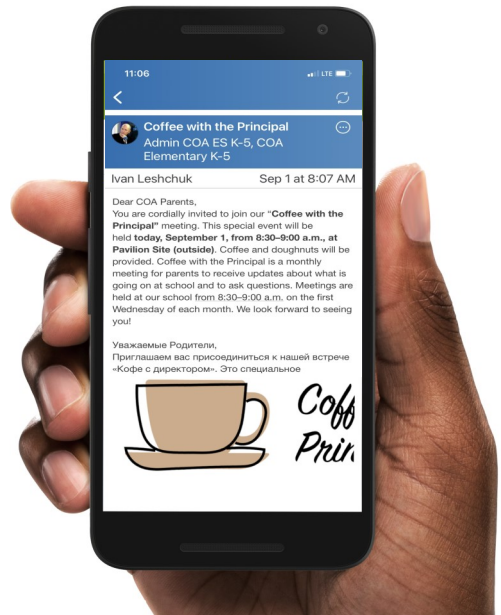 11:06 LTE
Coffee with the Principal
Admin COA ES K-5, COA
Elementary K-5
Ivan Leshchuk Sep 1 at 8:07 AM
Dear COA Parents,
You are cordially invited to join our “Coffee with the
Principal” meeting. This special event will be
held today, September 1, from 8:30–9:00 a.m., at
Pavilion Site (outside). Coffee and doughnuts will be
provided. Coffee with the Principal is a monthly
meeting for parents to receive updates about what is
going on at school and to ask questions. Meetings are
held at our school from 8:30–9:00 a.m. on the first
Wednesday of each month. We look forward to seeing
you!
Уважаемые Родители,
Приглашаем вас присоединиться к нашей встрече
«Кофе с директором». Это специальное